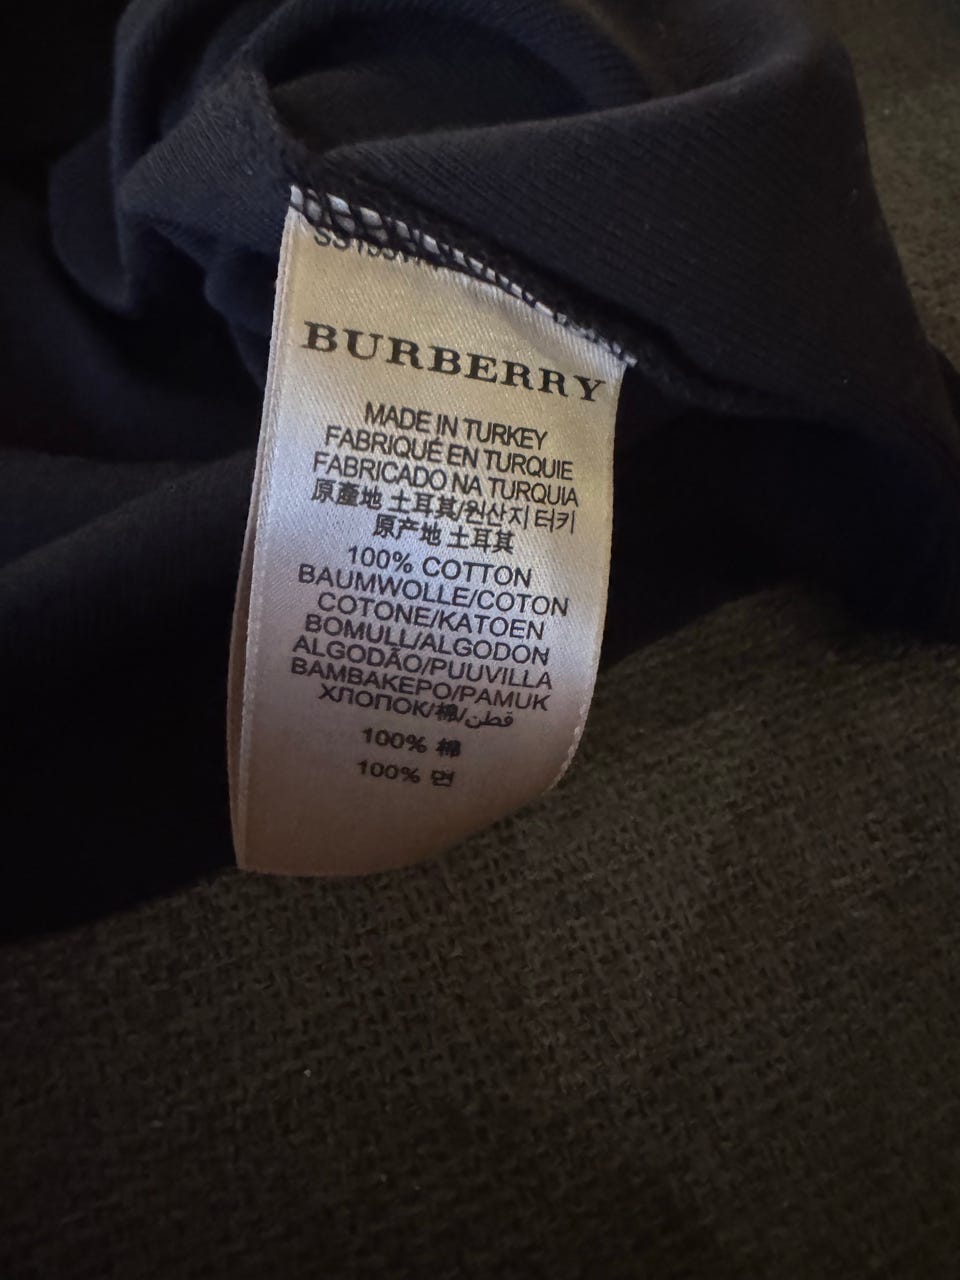 BURBERRY
MADE IN TURKEY
FABRIQUÉ EN TURQUIE
FABRICADO NA TURQUIA
原產地 土耳其/원산지 터키
原产地 土耳其
100% COTTON
BAUMWOLLE/COTON
COTONE/KATOEN
BOMULL/ALGODON
ALGODÃO/PUUVILLA
ΒΑΜΒΑΚΕΡΟ/PAMUK
ХЛОПОК/棉/قطن
100% 棉
100% 면